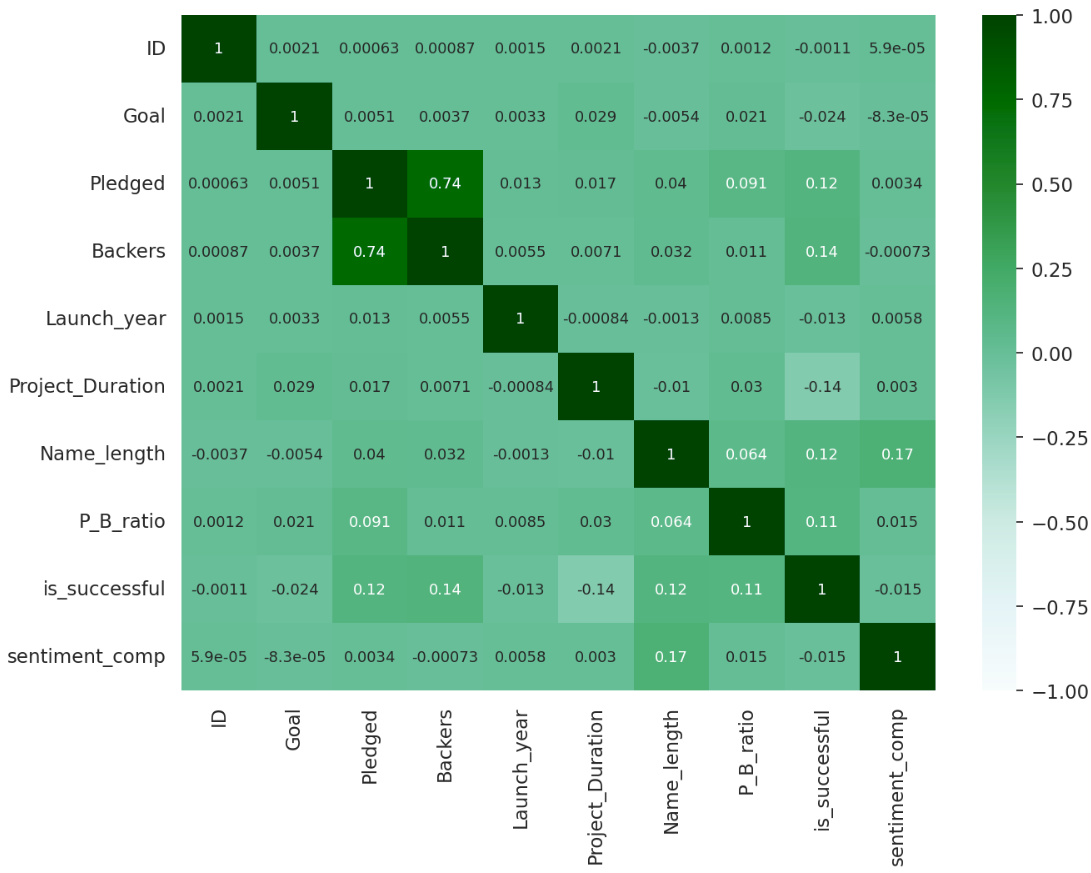 ID 1 0.0021 0.00063 0.00087 0.0015 0.0021 -0.0037 0.0012 -0.0011 5.9e-05
Goal 0.0021 1 0.0051 0.0037 0.0033 0.029 -0.0054 0.021 -0.024 -8.3e-05
Pledged 0.00063 0.0051 1 0.74 0.013 0.017 0.04 0.091 0.12 0.0034
Backers 0.00087 0.0037 0.74 1 0.0055 0.0071 0.032 0.011 0.14 -0.00073
Launch_year 0.0015 0.0033 0.013 0.0055 1 -0.00084 -0.0013 0.0085 -0.013 0.0058
Project_Duration 0.0021 0.029 0.017 0.0071 -0.00084 1 -0.01 0.03 -0.14 0.003
Name_length -0.0037 -0.0054 0.04 0.032 -0.0013 -0.01 1 0.064 0.12 0.17
P_B_ratio 0.0012 0.021 0.091 0.011 0.0085 0.03 0.064 1 0.11 0.015
is_successful -0.0011 -0.024 0.12 0.14 -0.013 -0.14 0.12 0.11 1 -0.015
sentiment_comp 5.9e-05 -8.3e-05 0.0034 -0.00073 0.0058 0.003 0.17 0.015 -0.015 1
ID Goal Pledged Backers Launch_year Project_Duration Name_length P_B_ratio is_successful sentiment_comp
1.00
0.75
0.50
0.25
0.00
−0.25
−0.50
−0.75
−1.00